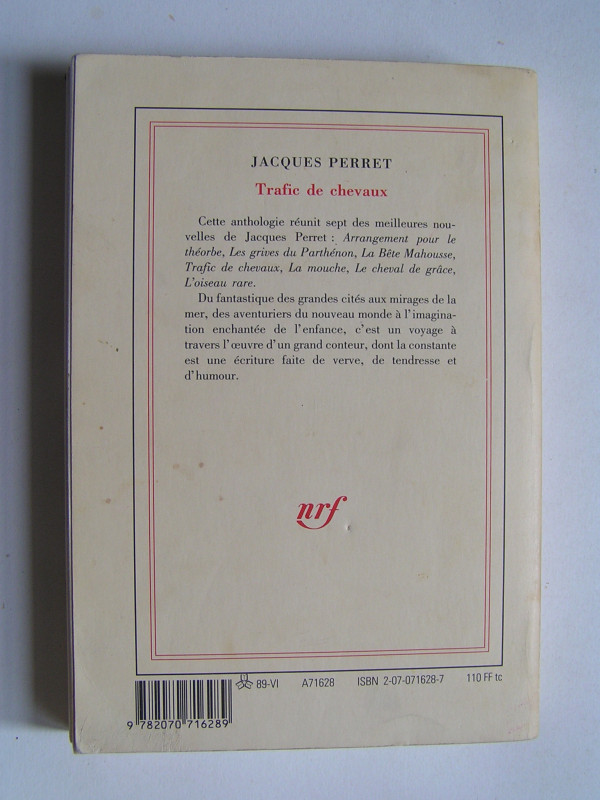 JACQUES PERRET
Trafic de chevaux
Cette anthologie réunit sept des meilleures nou-
velles de Jacques Perret : Arrangement pour le
théorbe, Les grives du Parthénon, La Bête Mahousse,
Trafic de chevaux, La mouche, Le cheval de grâce,
L'oiseau rare.
Du fantastique des grandes cités aux mirages de la
mer, des aventuriers du nouveau monde à l'imagina-
tion enchantée de l'enfance, c'est un voyage à
travers l'œuvre d'un grand conteur, dont la constante
est une écriture faite de verve, de tendresse et
d'humour.
nrf
89-VI A71628 ISBN 2-07-071628-7 110 FF tc
9 782070 716289